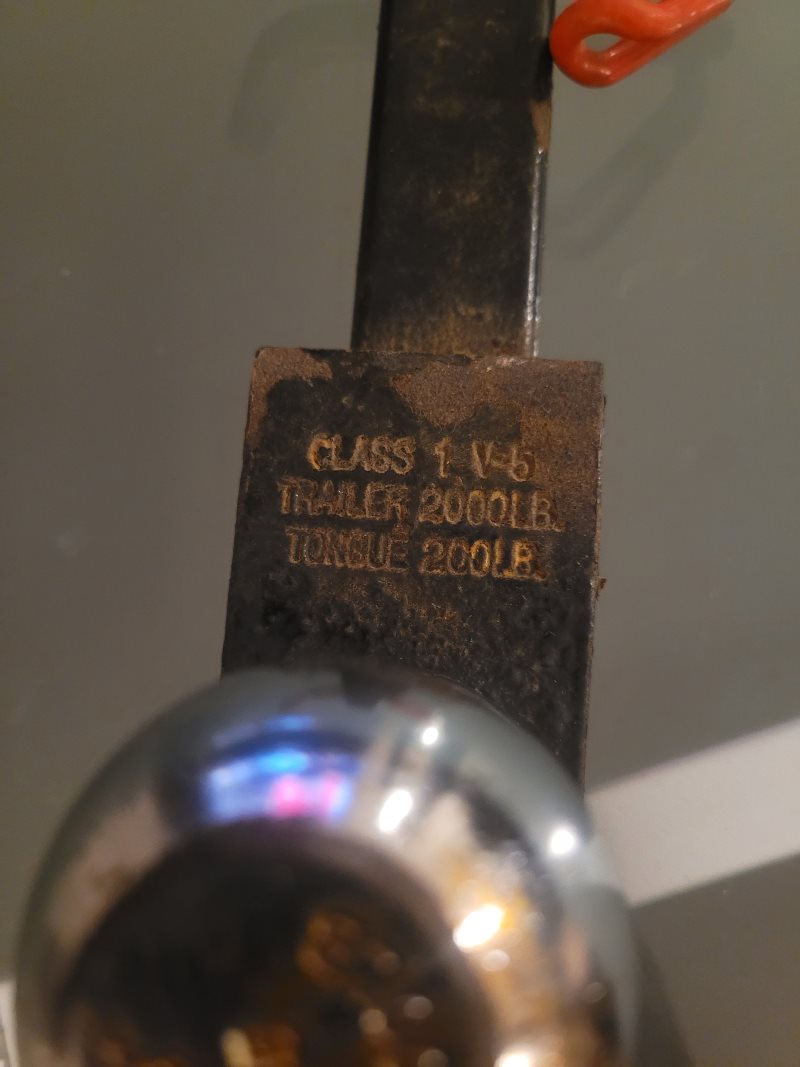 CLASS 1 V-5
TRAILER 2000LB.
TONGUE 200LB.